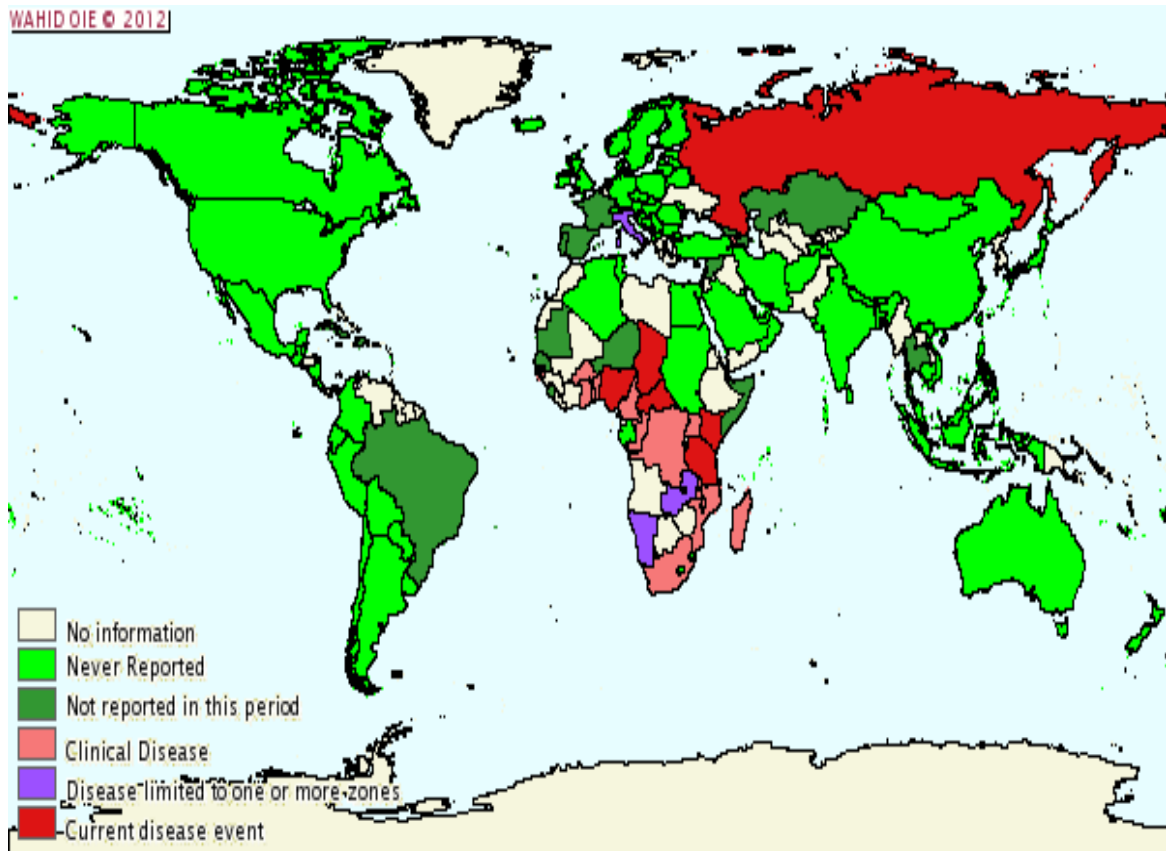 WAHID OIE © 2012
No information
Never Reported
Not reported in this period
Clinical Disease
Disease limited to one or more zones
Current disease event